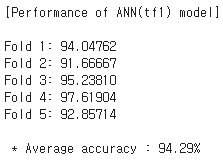 [Performance of ANN(tf1) model]
Fold 1: 94.04762
Fold 2: 91.66667
Fold 3: 95.23810
Fold 4: 97.61904
Fold 5: 92.85714
* Average accuracy : 94.29%